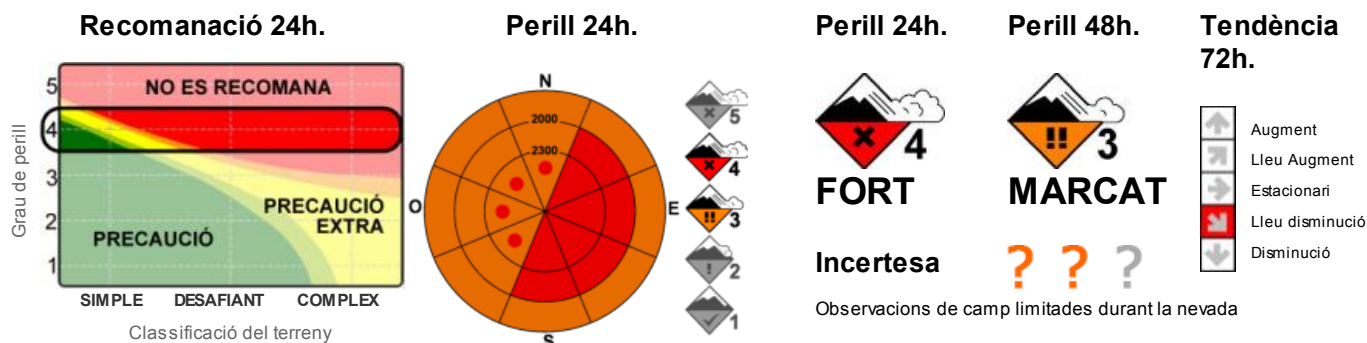 Recomanació 24h.
Perill 24h.
Perill 24h.
Perill 48h.
Tendència
72h.
Grau de perill
5
4
3
2
1
NO ES RECOMANA
PRECAUCIÓ
EXTRA
PRECAUCIÓ
SIMPLE
DESAFIANT
COMPLEX
Classificació del terreny
N
2000
2300
O
E
S
5
4
3
2
1
4
FORT
3
MARCAT
Incertesa
? ? ?
Observacions de camp limitades durant la nevada
Augment
Lleu Augment
Estacionari
Lleu disminució
Disminució